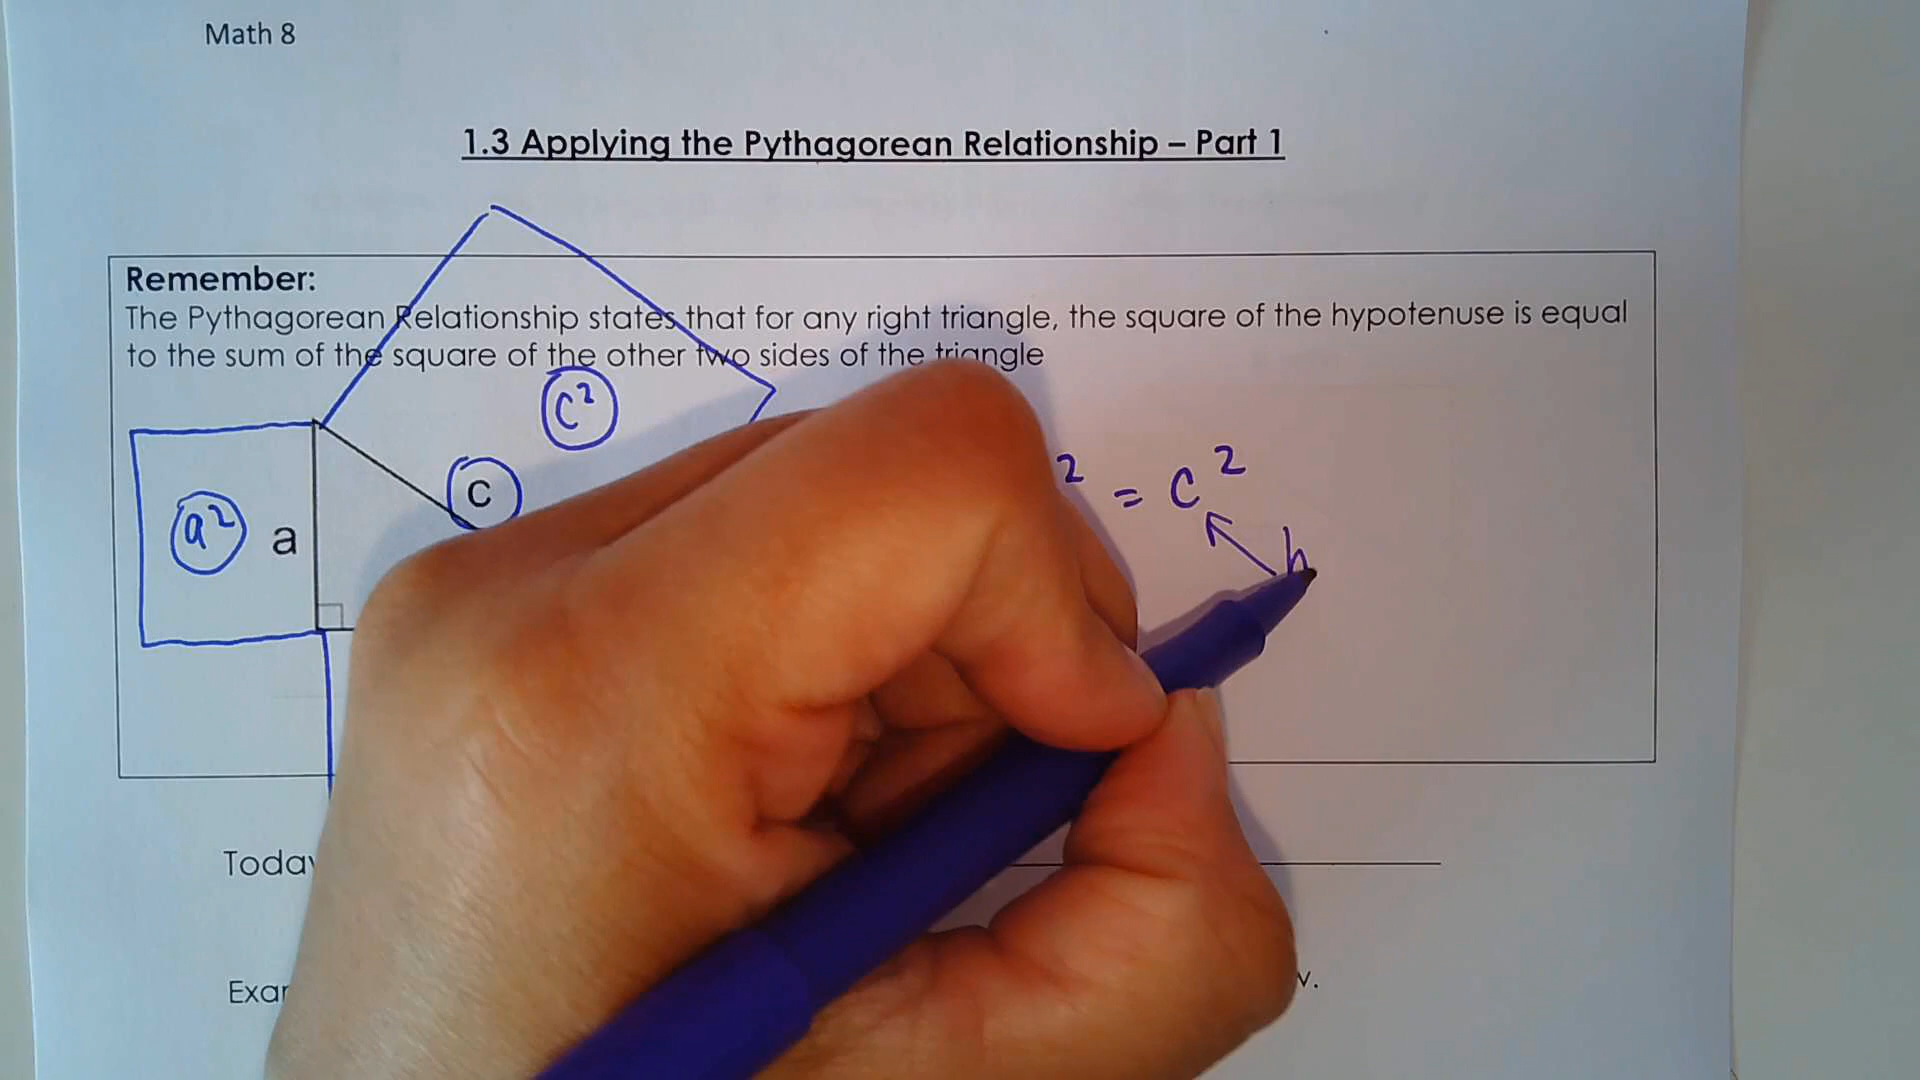 Math 8
1.3 Applying the Pythagorean Relationship – Part 1
Remember:
The Pythagorean Relationship states that for any right triangle, the square of the hypotenuse is equal
to the sum of the square of the other two sides of the triangle
c²
c
a² a
² = c²
h
Today